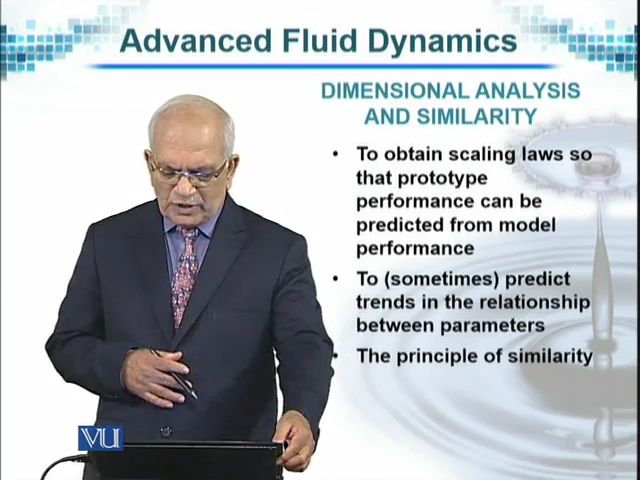 Advanced Fluid Dynamics
DIMENSIONAL ANALYSIS
AND SIMILARITY
• To obtain scaling laws so
that prototype
performance can be
predicted from model
performance
• To (sometimes) predict
trends in the relationship
between parameters
• The principle of similarity
VU